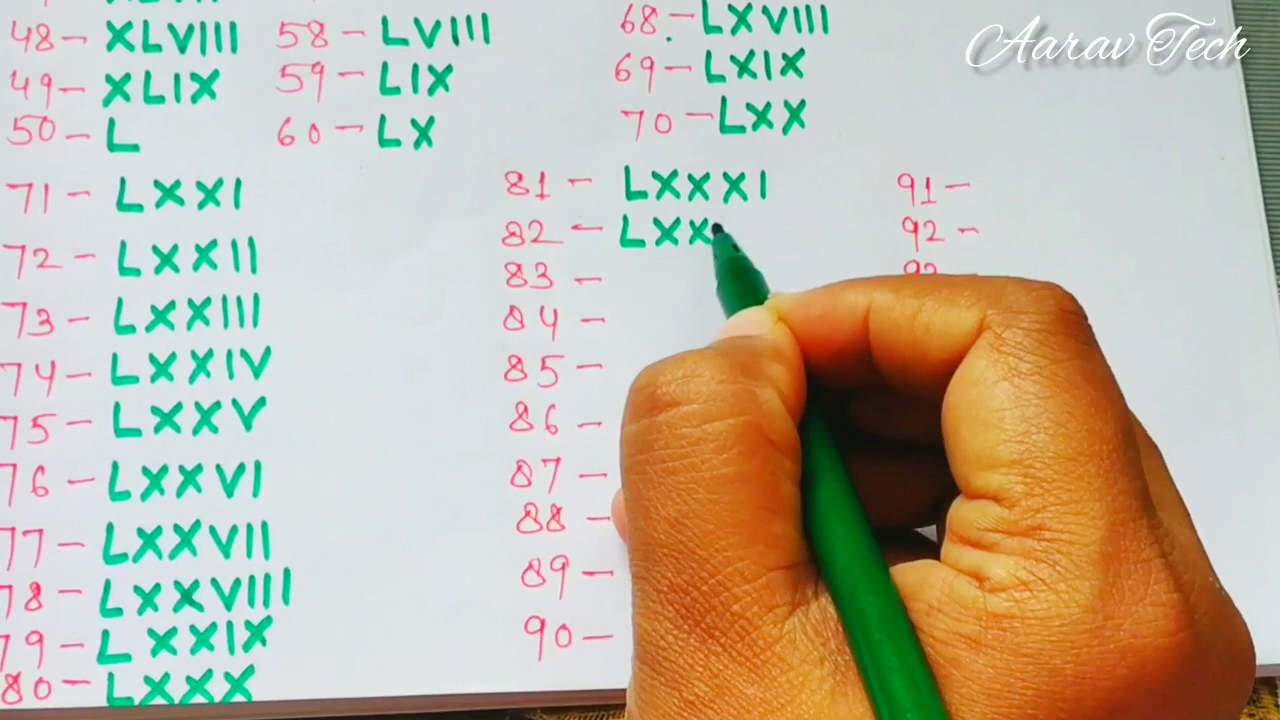 Aarav Tech
48- XLVIII
49- XLIX
50- L
58- LVIII
59- LIX
60- LX
68- LXVIII
69- LXIX
70- LXX
71- LXXI
72- LXXII
73- LXXIII
74- LXXIV
75- LXXV
76- LXXVI
77- LXXVII
78- LXXVIII
79- LXXIX
80- LXXX
81- LXXXI
82- LXX
83-
84-
85-
86-
87-
88-
89-
90-
91-
92-